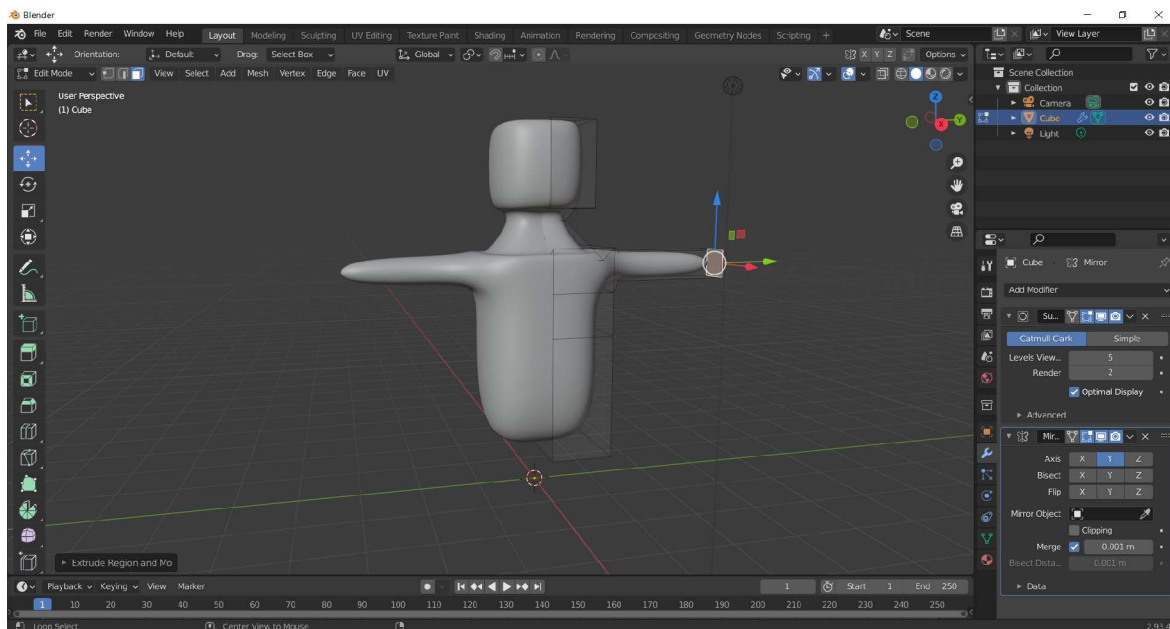 Blender
File Edit Render Window Help Layout Modeling Sculpting UV Editing Texture Paint Shading Animation Rendering Compositing Geometry Nodes Scripting + Scene View Layer
Orientation: Default Drag: Select Box Global X Y Z Options
Edit Mode View Select Add Mesh Vertex Edge Face UV
User Perspective
(1) Cube
Z
Y
X
Scene Collection
Collection
Camera
Cube
Light
Cube Mirror
Add Modifier
Su...
Catmull-Clark Simple
Levels View... 5
Render 2
Optimal Display
Advanced
Mir...
Axis X Y Z
Bisect X Y Z
Flip X Y Z
Mirror Object
Clipping
Merge 0.001 m
Bisect Dista... 0.001 m
Data
Extrude Region and Mo
Playback Keying View Marker 1 Start 1 End 250
1 10 20 30 40 50 60 70 80 90 100 110 120 130 140 150 160 170 180 190 200 210 220 230 240 250
Loop Select Center View to Mouse 2.93.4